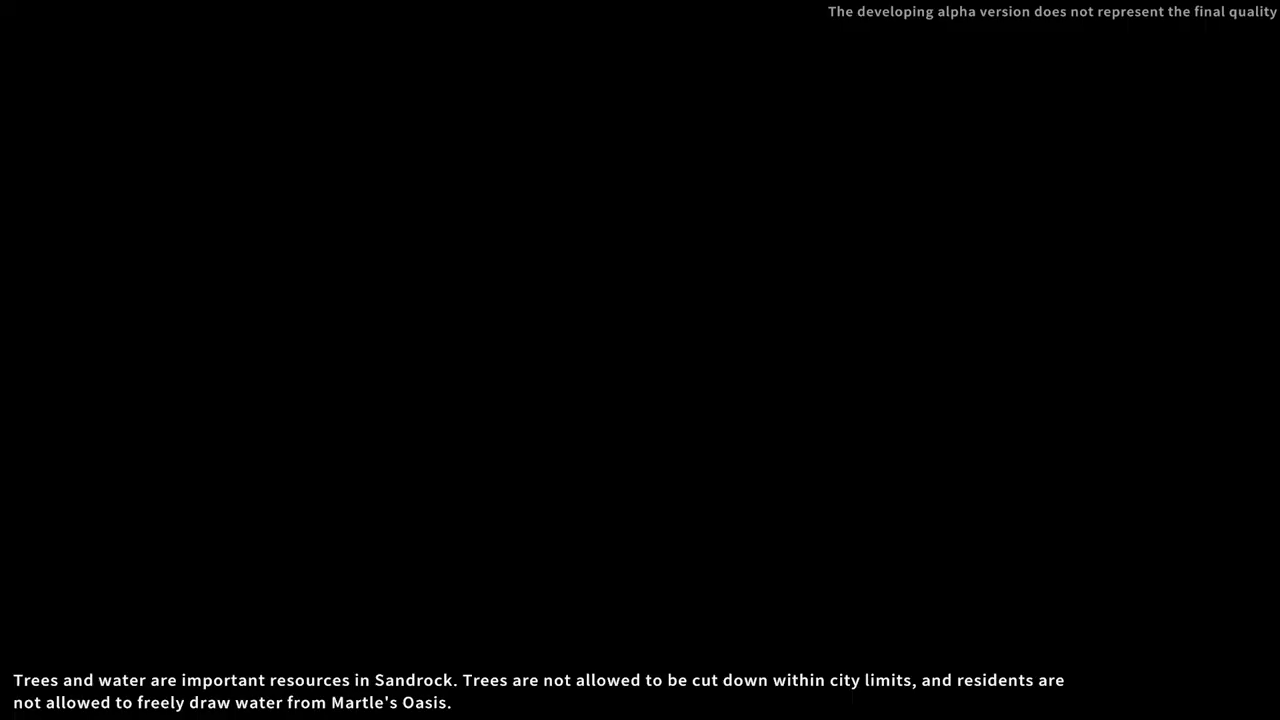 The developing alpha version does not represent the final quality
Trees and water are important resources in Sandrock. Trees are not allowed to be cut down within city limits, and residents are
not allowed to freely draw water from Martle's Oasis.